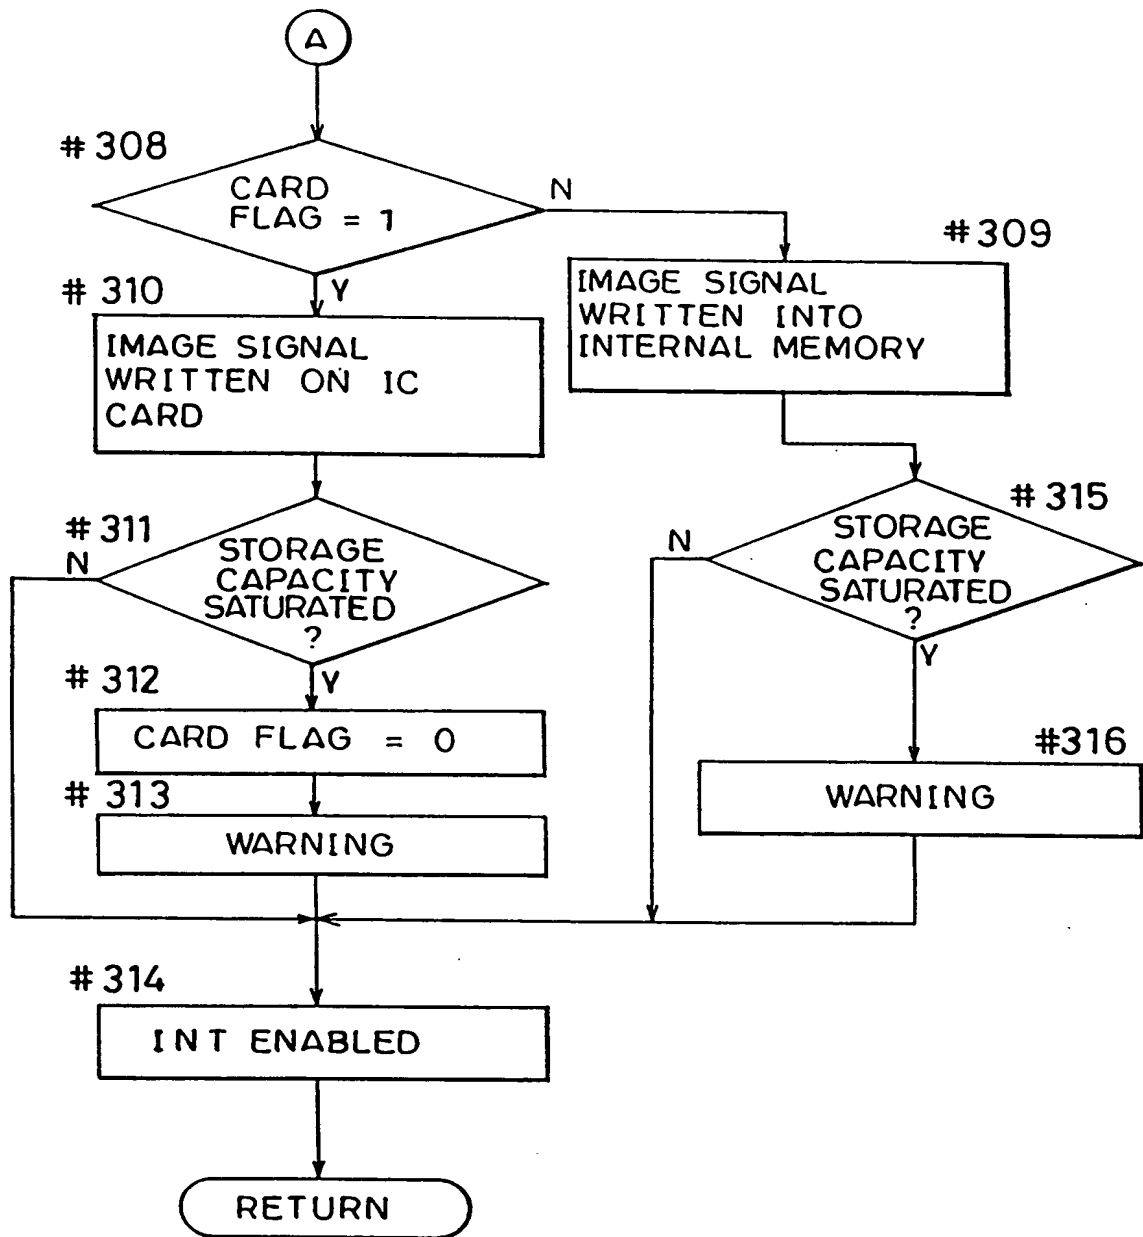 A
# 308
CARD
FLAG = 1
N
Y
# 309
IMAGE SIGNAL
WRITTEN INTO
INTERNAL MEMORY
# 310
IMAGE SIGNAL
WRITTEN ON IC
CARD
# 311
N
STORAGE
CAPACITY
SATURATED
?
Y
# 315
N
STORAGE
CAPACITY
SATURATED
?
Y
# 312
CARD FLAG = 0
#316
WARNING
# 313
WARNING
# 314
INT ENABLED
RETURN